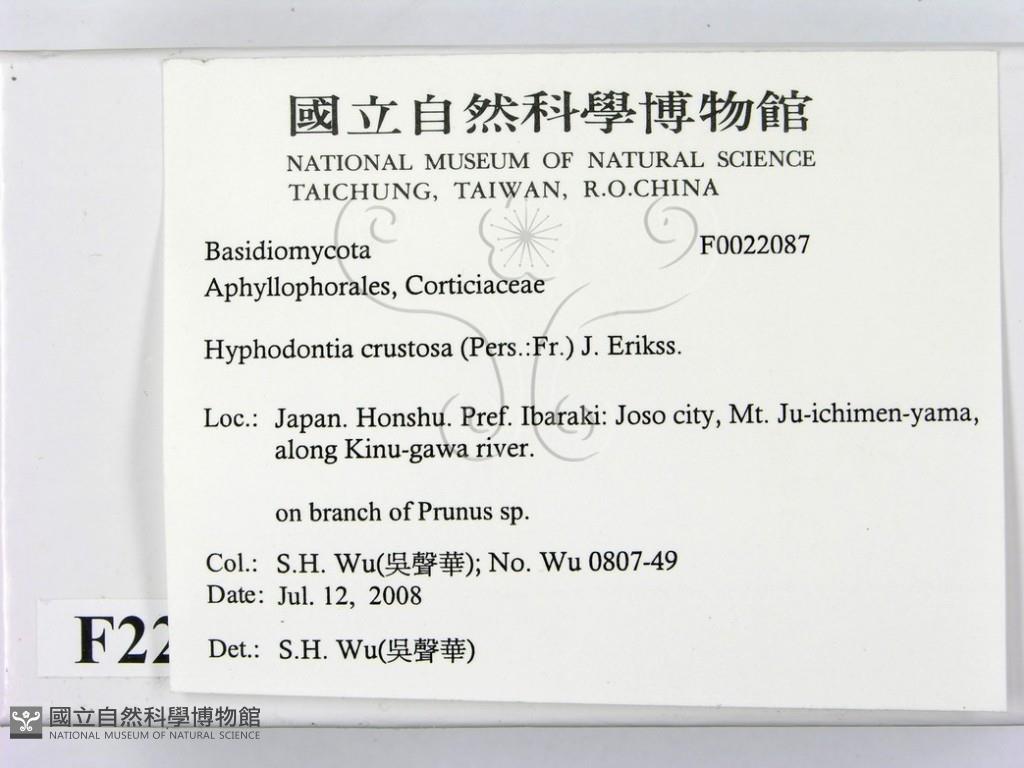 國立自然科學博物館
NATIONAL MUSEUM OF NATURAL SCIENCE
TAICHUNG, TAIWAN, R.O.CHINA
Basidiomycota F0022087
Aphyllophorales, Corticiaceae
Hyphodontia crustosa (Pers.:Fr.) J. Erikss.
Loc.: Japan. Honshu. Pref. Ibaraki: Joso city, Mt. Ju-ichimen-yama,
along Kinu-gawa river.
on branch of Prunus sp.
Col.: S.H. Wu(吳聲華); No. Wu 0807-49
Date: Jul. 12, 2008
Det.: S.H. Wu(吳聲華)
F22
國立自然科學博物館
NATIONAL MUSEUM OF NATURAL SCIENCE